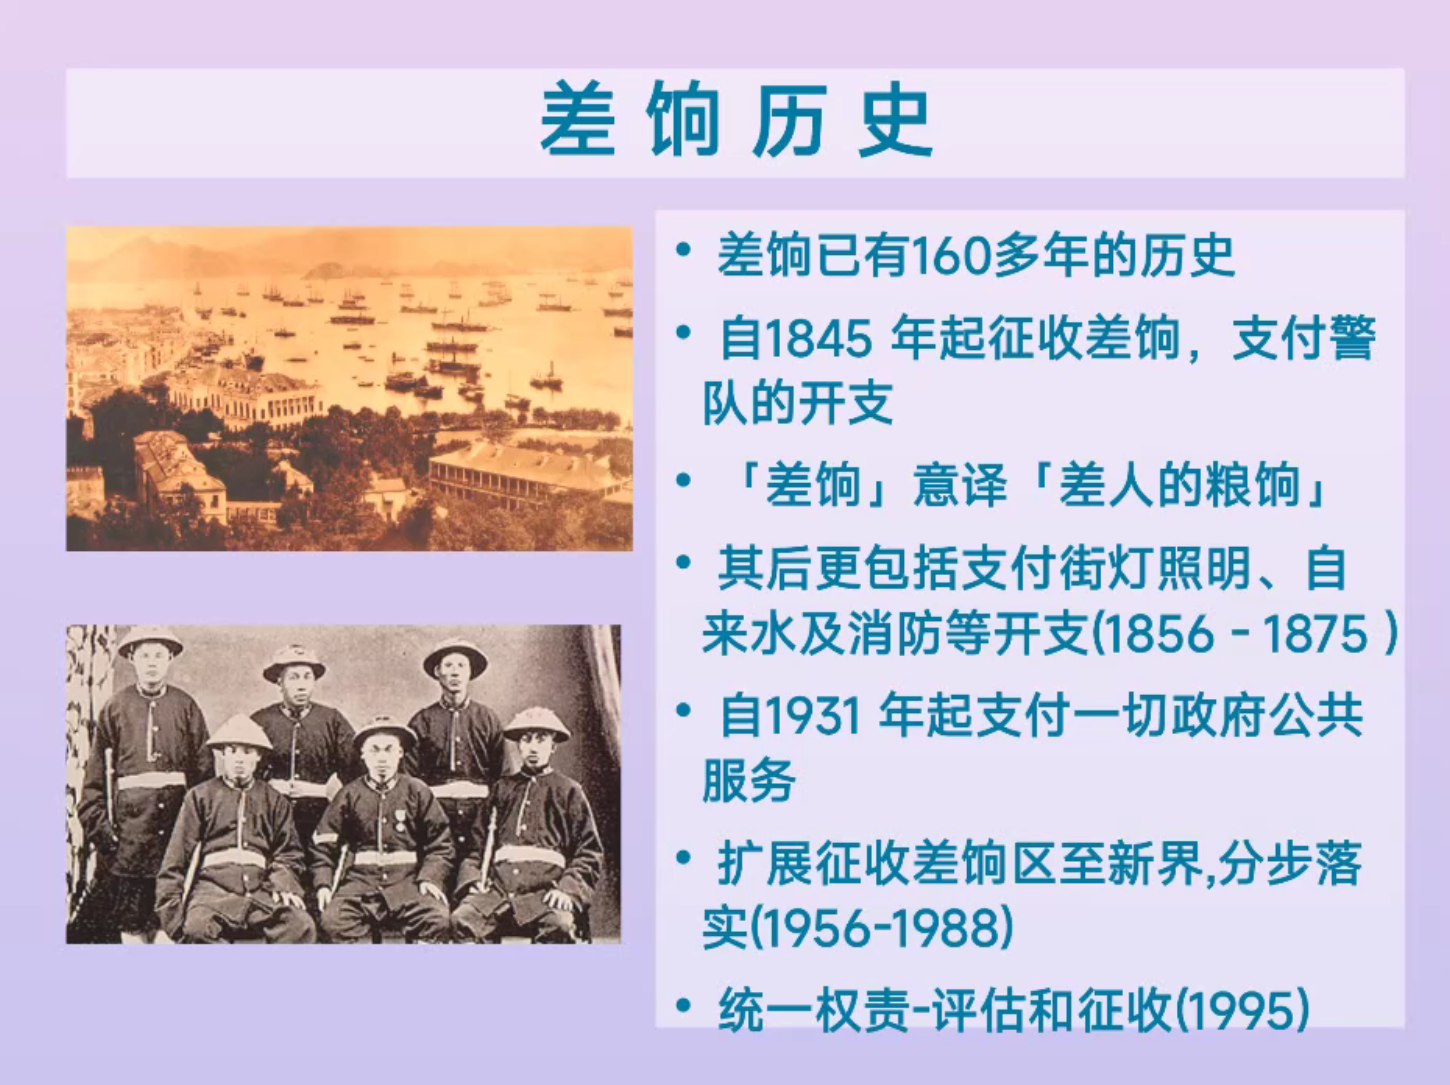 差饷历史
• 差饷已有160多年的历史
• 自1845 年起征收差饷，支付警
队的开支
• 「差饷」意译「差人的粮饷」
• 其后更包括支付街灯照明、自
来水及消防等开支(1856 - 1875 )
• 自1931 年起支付一切政府公共
服务
• 扩展征收差饷区至新界,分步落
实(1956-1988)
• 统一权责-评估和征收(1995)